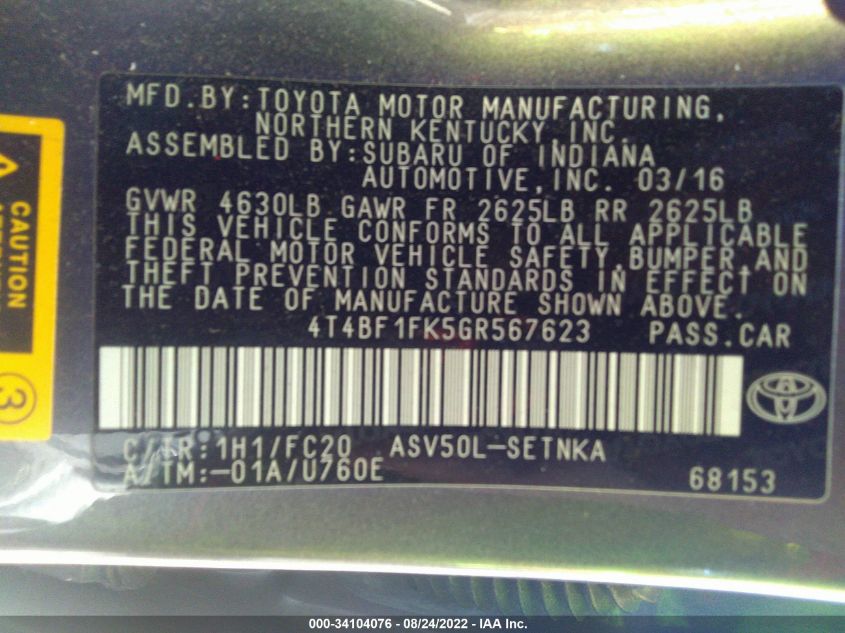 MFD.BY:TOYOTA MOTOR MANUFACTURING,
NORTHERN KENTUCKY,INC.
ASSEMBLED BY:SUBARU OF INDIANA
AUTOMOTIVE,INC. 03/16
GVWR 4630LB GAWR FR 2625LB RR 2625LB
THIS VEHICLE CONFORMS TO ALL APPLICABLE
FEDERAL MOTOR VEHICLE SAFETY,BUMPER,AND
THEFT PREVENTION STANDARDS IN EFFECT ON
THE DATE OF MANUFACTURE SHOWN ABOVE.
4T4BF1FK5GR567623 PASS.CAR
C/TR:1H1/FC20 ASV50L-SETNKA
A/TM:-01A/U760E 68153
CAUTION
3
000-34104076 - 08/24/2022 - IAA Inc.